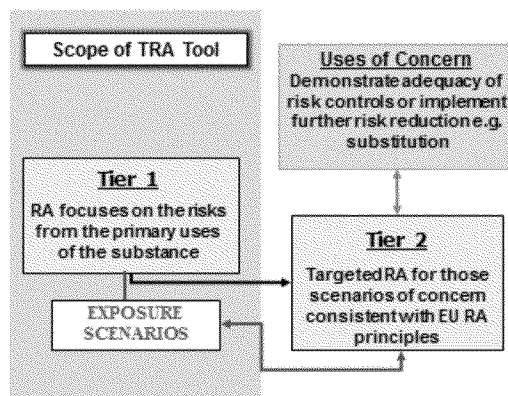 Scope of TRA Tool
Uses of Concern
Demonstrate adequacy of
risk controls or implement
further risk reduction e.g.
substitution
Tier 1
RA focuses on the risks
from the primary uses
of the substance
Tier 2
Targeted RA for those
scenarios of concern
consistent with EU RA
principles
EXPOSURE
SCENARIOS